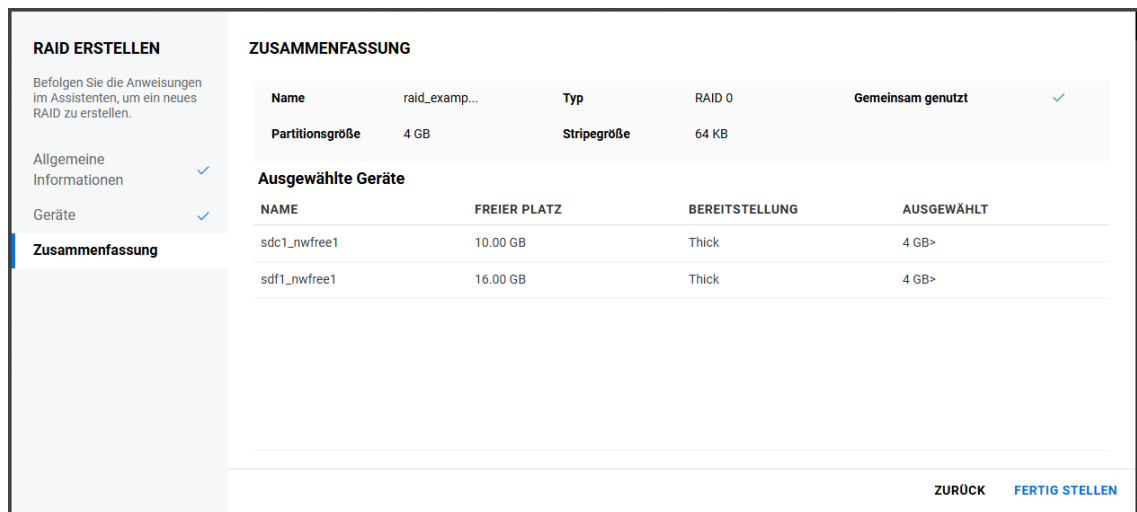 RAID ERSTELLEN
Befolgen Sie die Anweisungen
im Assistenten, um ein neues
RAID zu erstellen.
Allgemeine
Informationen
Geräte
Zusammenfassung
ZUSAMMENFASSUNG
Name raid_examp... Typ RAID 0 Gemeinsam genutzt
Partitionsgröße 4 GB Stripegröße 64 KB
Ausgewählte Geräte
NAME FREIER PLATZ BEREITSTELLUNG AUSGEWÄHLT
sdc1_nwfree1 10.00 GB Thick 4 GB>
sdf1_nwfree1 16.00 GB Thick 4 GB>
ZURÜCK FERTIG STELLEN